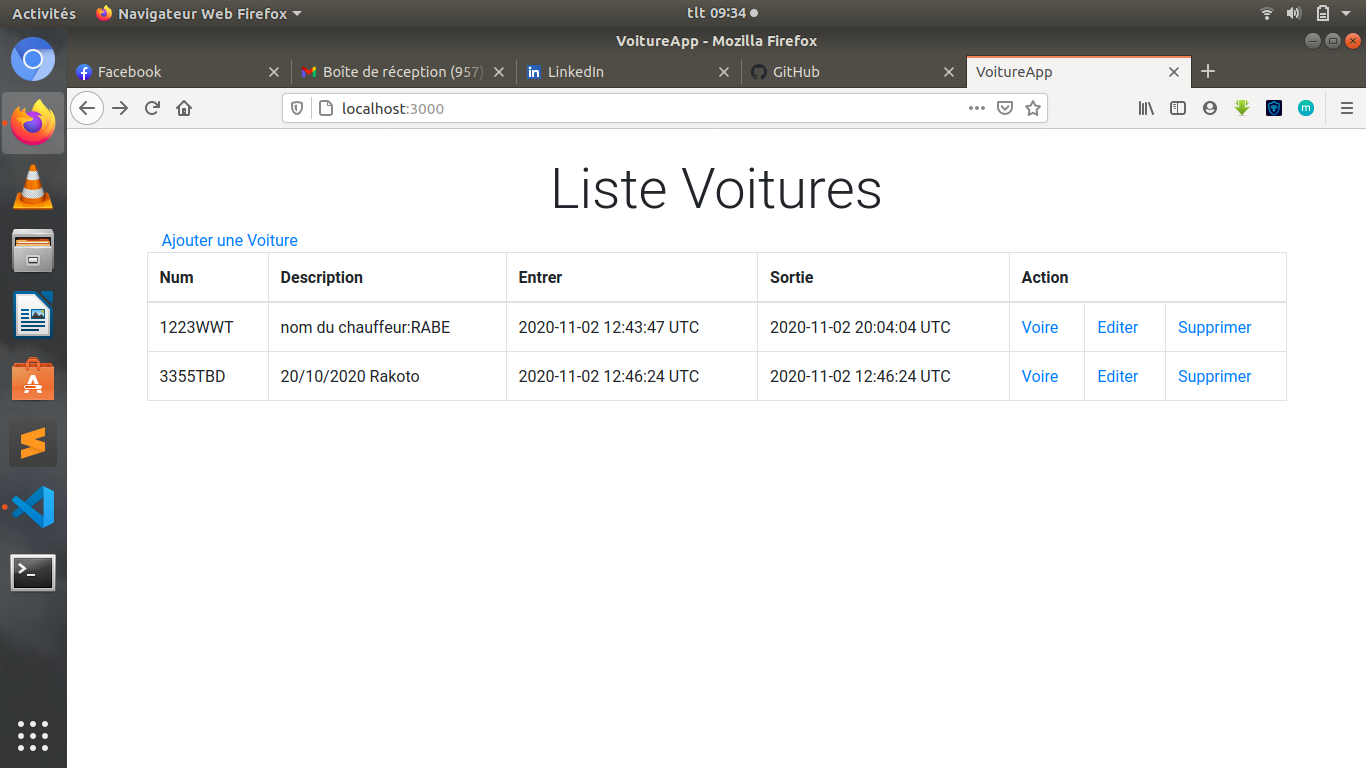 Activités Navigateur Web Firefox tlt 09:34
VoitureApp - Mozilla Firefox
Facebook Boîte de réception (957) LinkedIn GitHub VoitureApp
localhost:3000 m
Liste Voitures
Ajouter une Voiture
Num Description Entrer Sortie Action
1223WWT nom du chauffeur:RABE 2020-11-02 12:43:47 UTC 2020-11-02 20:04:04 UTC Voire Editer Supprimer
3355TBD 20/10/2020 Rakoto 2020-11-02 12:46:24 UTC 2020-11-02 12:46:24 UTC Voire Editer Supprimer